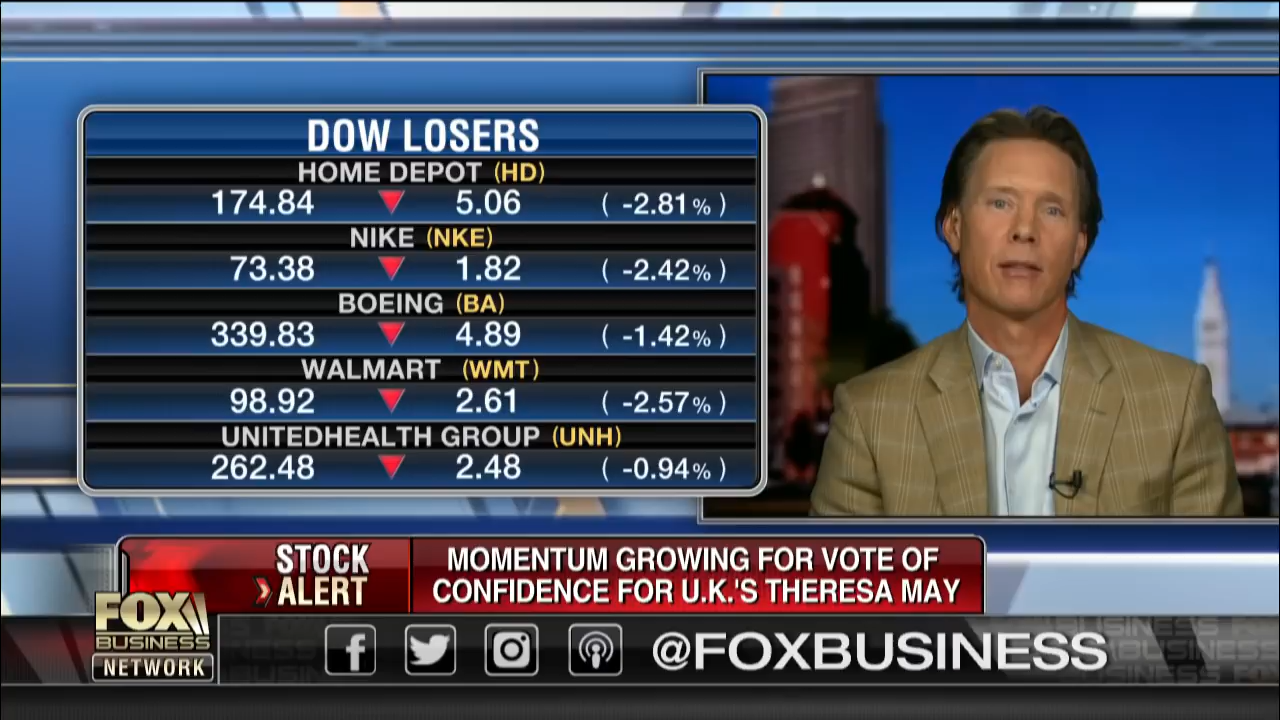 DOW LOSERS
HOME DEPOT (HD)
174.84 ▼ 5.06 ( -2.81% )
NIKE (NKE)
73.38 ▼ 1.82 ( -2.42% )
BOEING (BA)
339.83 ▼ 4.89 ( -1.42% )
WALMART (WMT)
98.92 ▼ 2.61 ( -2.57% )
UNITEDHEALTH GROUP (UNH)
262.48 ▼ 2.48 ( -0.94% )
STOCK
ALERT
MOMENTUM GROWING FOR VOTE OF
CONFIDENCE FOR U.K.'S THERESA MAY
FOX
BUSINESS
NETWORK
@FOXBUSINESS